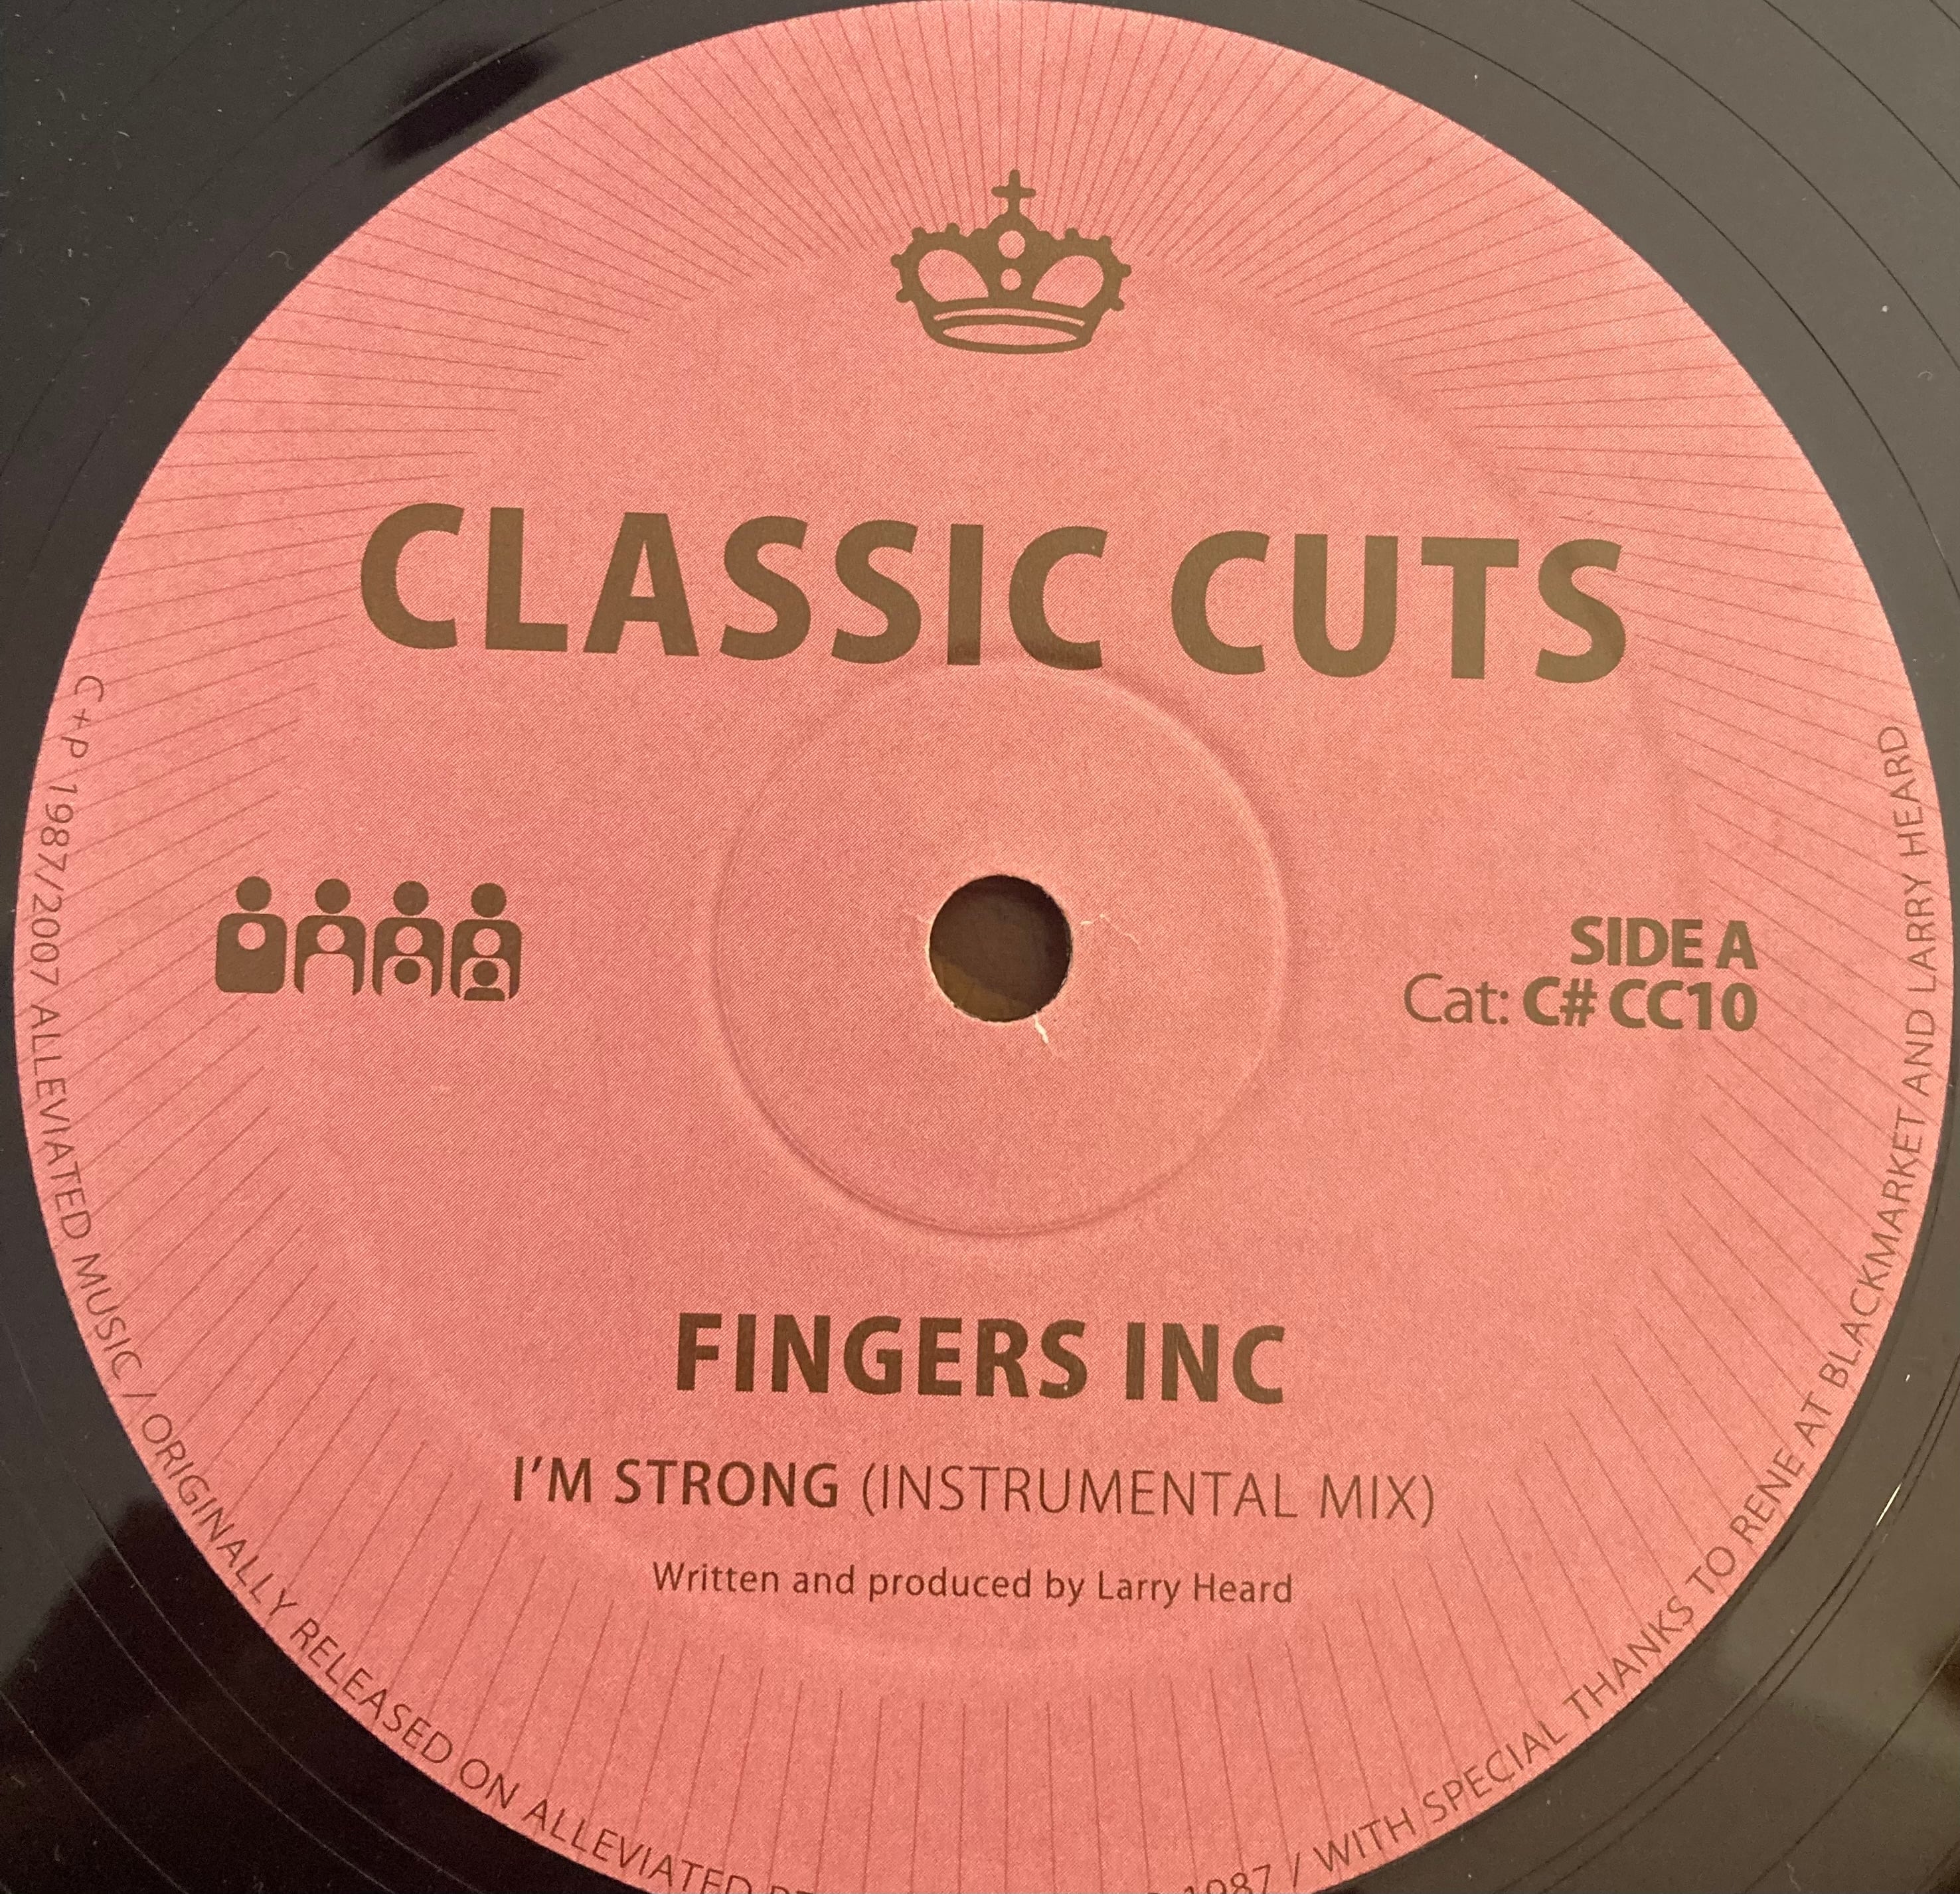 CLASSIC CUTS
SIDE A
Cat: C# CC10
FINGERS INC
I'M STRONG (INSTRUMENTAL MIX)
Written and produced by Larry Heard
C + P 1987/2007 ALLEVIATED MUSIC / ORIGINALLY RELEASED ON ALLEVIATED 1987 / WITH SPECIAL THANKS TO RENE AT BLACKMARKET AND LARRY HEARD